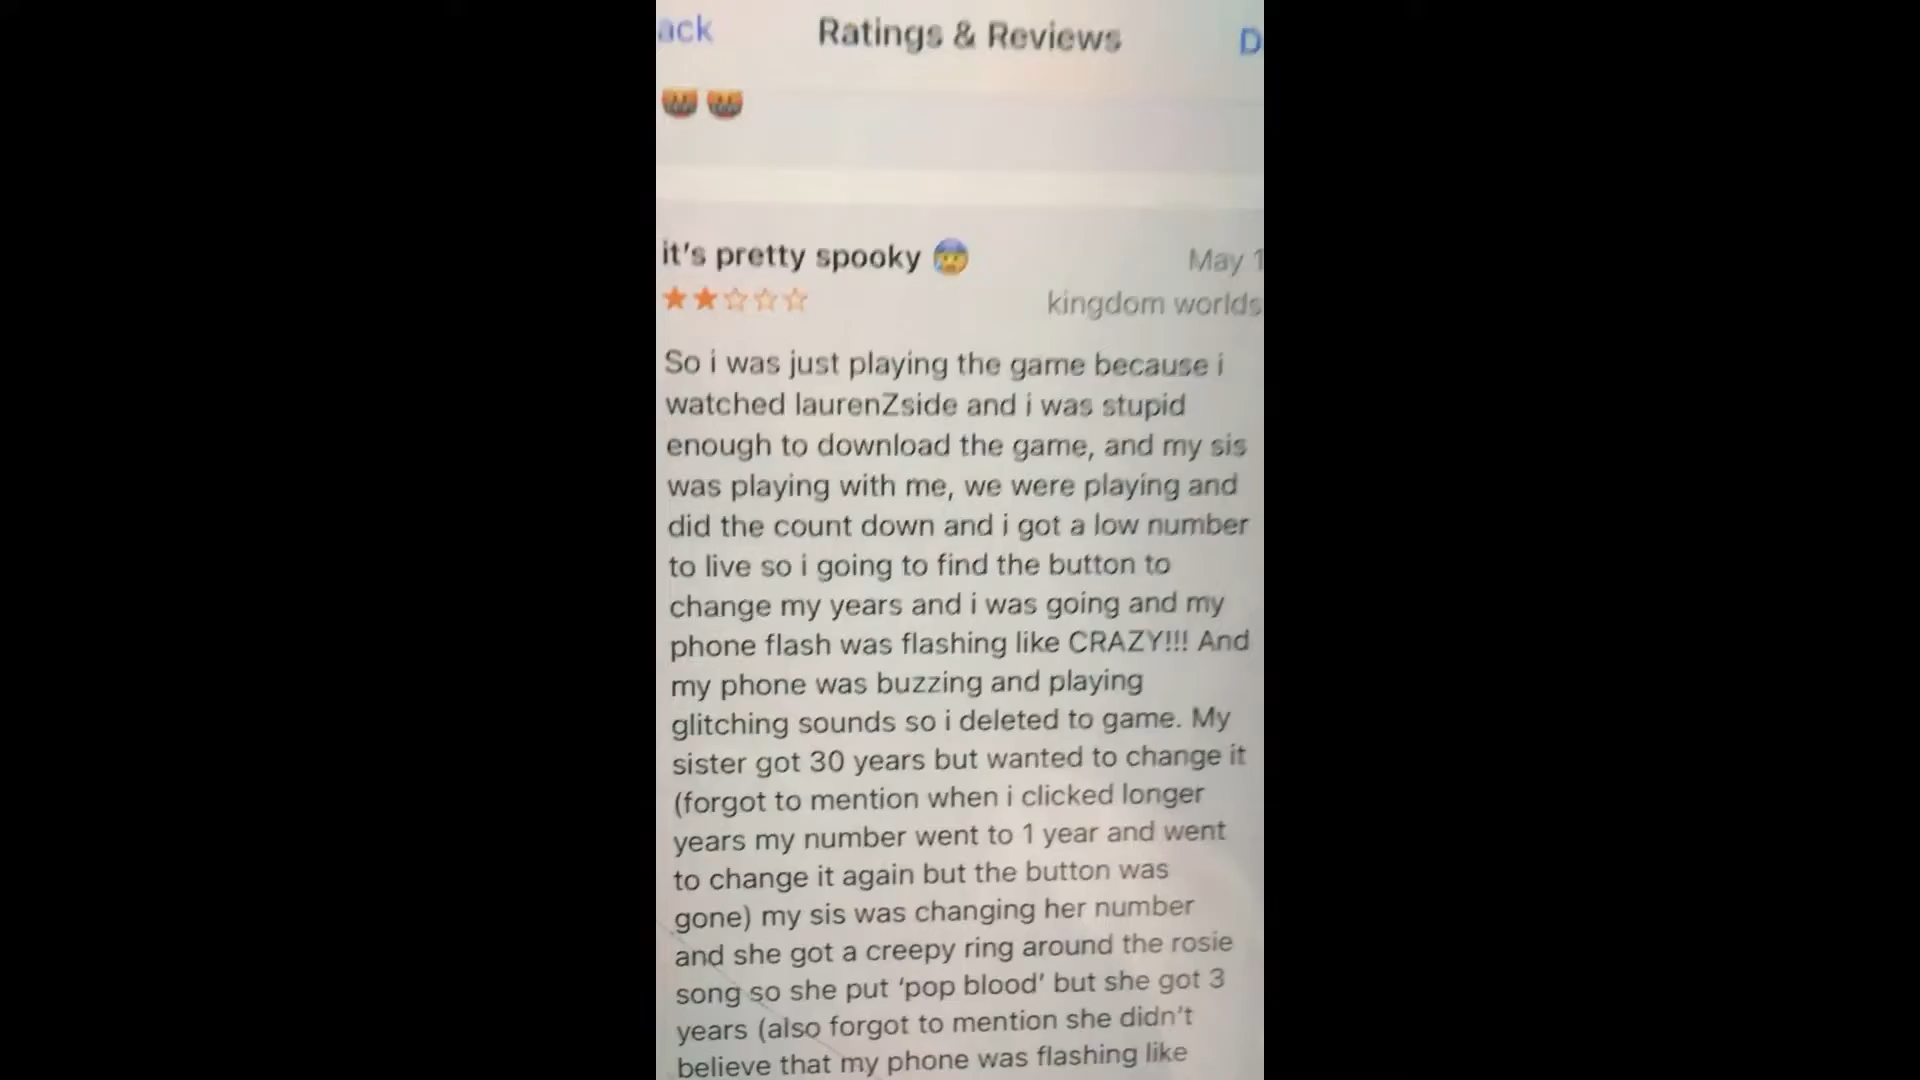 ack
Ratings & Reviews
D
it's pretty spooky 😰
May 1
★★☆☆☆
kingdom worlds
So i was just playing the game because i
watched laurenZside and i was stupid
enough to download the game, and my sis
was playing with me, we were playing and
did the count down and i got a low number
to live so i going to find the button to
change my years and i was going and my
phone flash was flashing like CRAZY!!! And
my phone was buzzing and playing
glitching sounds so i deleted to game. My
sister got 30 years but wanted to change it
(forgot to mention when i clicked longer
years my number went to 1 year and went
to change it again but the button was
gone) my sis was changing her number
and she got a creepy ring around the rosie
song so she put ‘pop blood’ but she got 3
years (also forgot to mention she didn't
believe that my phone was flashing like